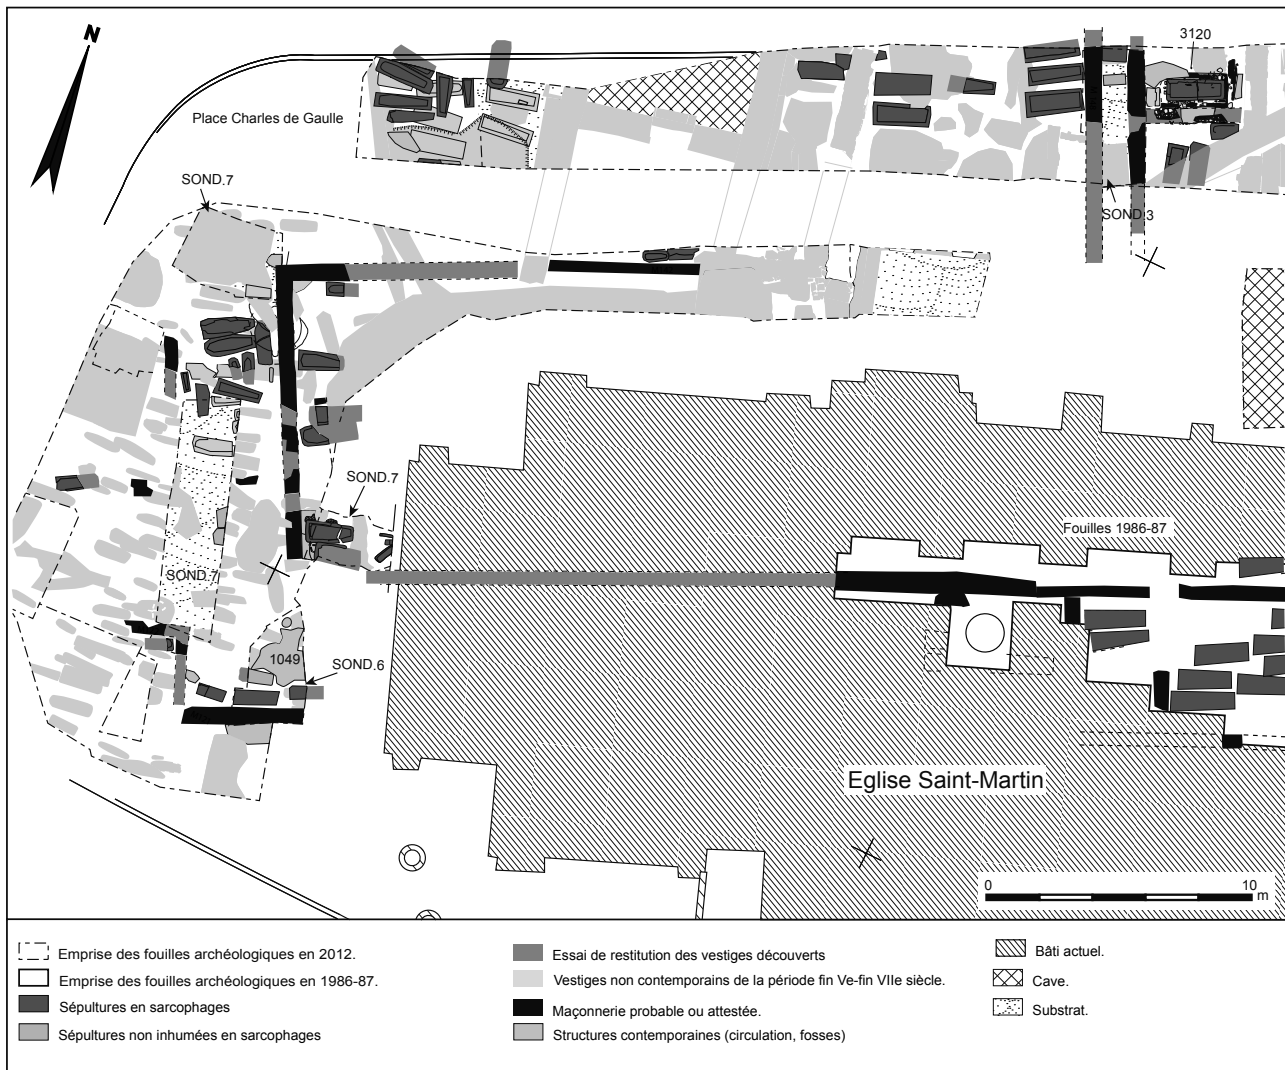 N
3120
Place Charles de Gaulle
SOND.7
SOND.3
SOND.7
Fouilles 1986-87
SOND.7
1049
SOND.6
Eglise Saint-Martin
0 10
m
Emprise des fouilles archéologiques en 2012.
Emprise des fouilles archéologiques en 1986-87.
Sépultures en sarcophages
Sépultures non inhumées en sarcophages
Essai de restitution des vestiges découverts
Vestiges non contemporains de la période fin Ve-fin VIIe siècle.
Maçonnerie probable ou attestée.
Structures contemporaines (circulation, fosses)
Bâti actuel.
Cave.
Substrat.